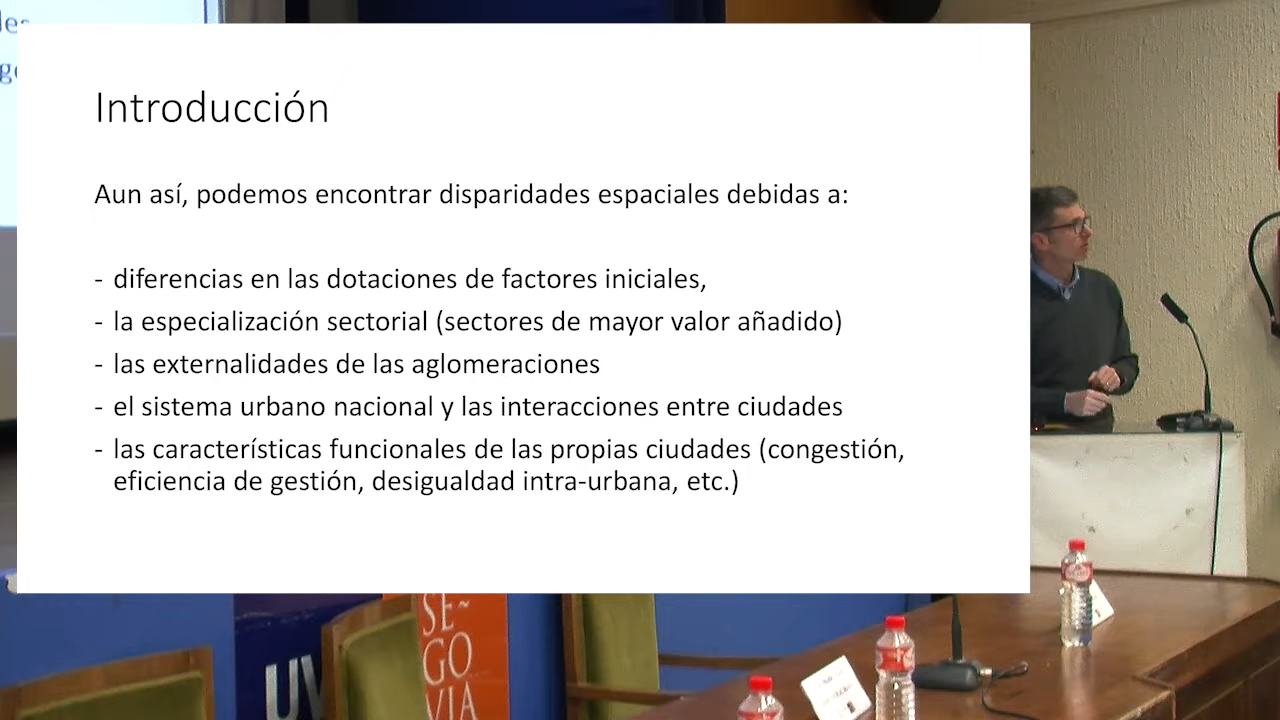 Introducción
Aun así, podemos encontrar disparidades espaciales debidas a:
- diferencias en las dotaciones de factores iniciales,
- la especialización sectorial (sectores de mayor valor añadido)
- las externalidades de las aglomeraciones
- el sistema urbano nacional y las interacciones entre ciudades
- las características funcionales de las propias ciudades (congestión,
eficiencia de gestión, desigualdad intra-urbana, etc.)
SE~
GO
VIA